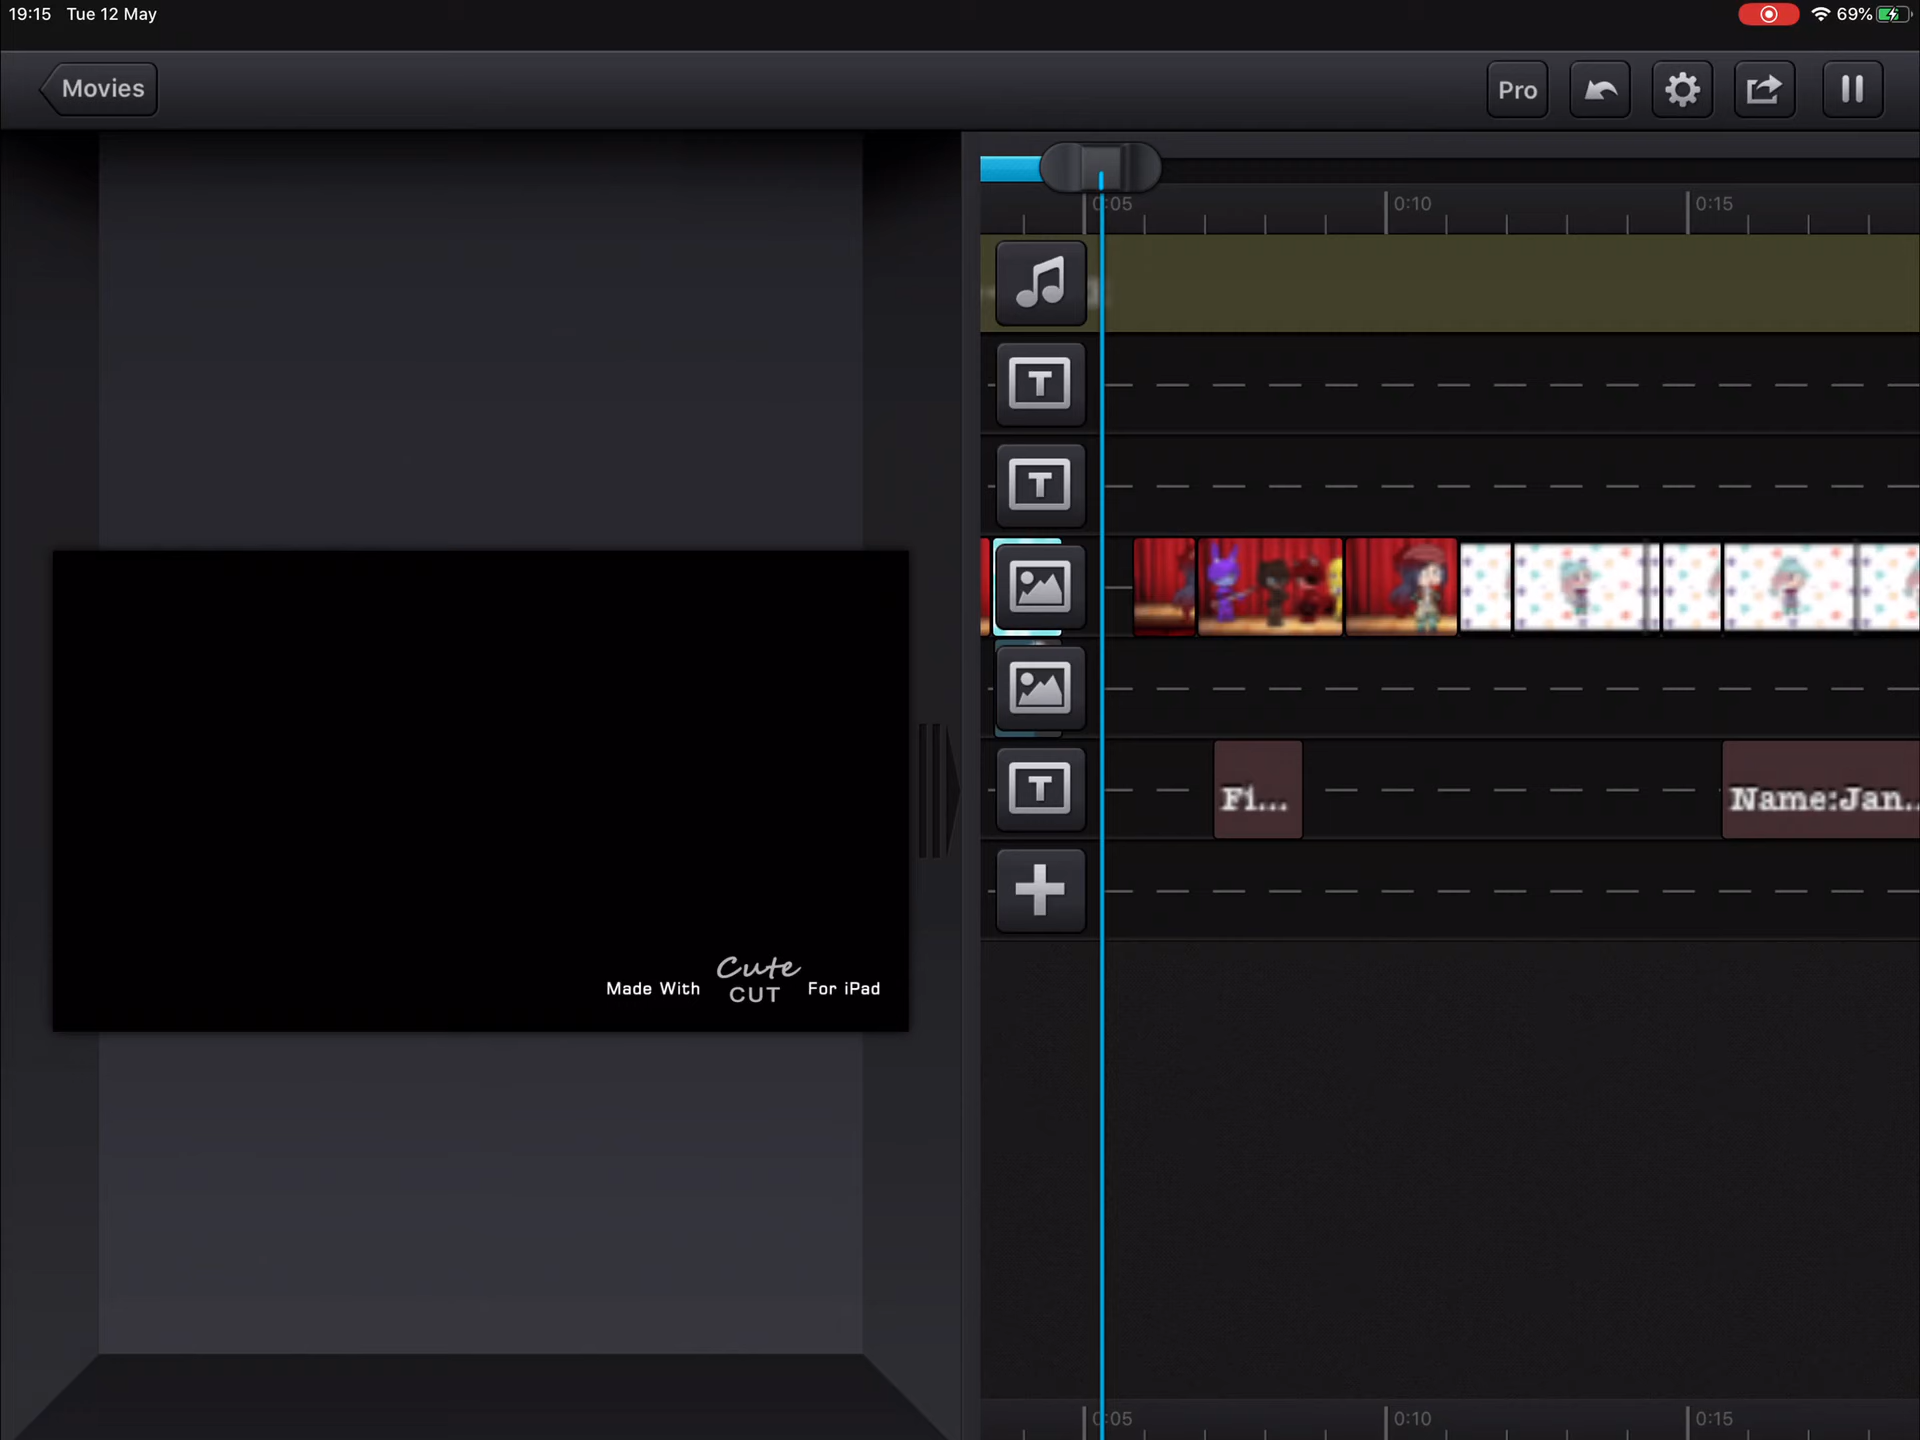 19:15 Tue 12 May
69%
Movies
Pro
0:05 0:10 0:15
T
T
T
Fi...
Name:Jan..
Made With Cute CUT For iPad
0:05 0:10 0:15